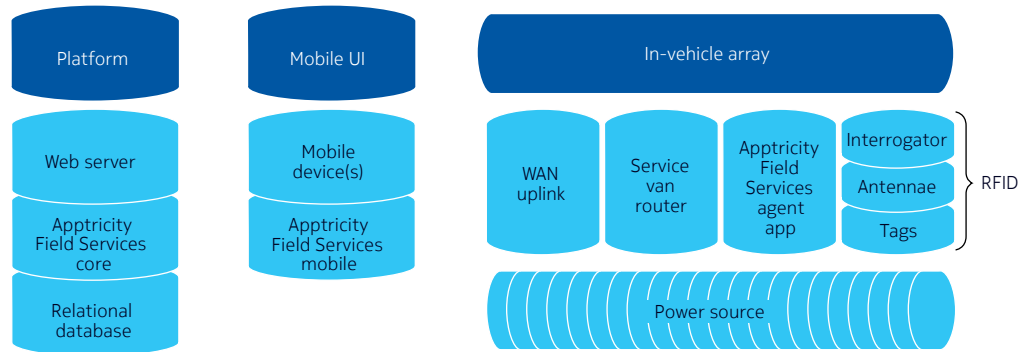 Platform
Web server
Apptricity
Field Services
core
Relational
database
Mobile UI
Mobile
device(s)
Apptricity
Field Services
mobile
In-vehicle array
WAN
uplink
Service
van
router
Apptricity
Field
Services
agent
app
Interrogator
Antennae
Tags
RFID
Power source